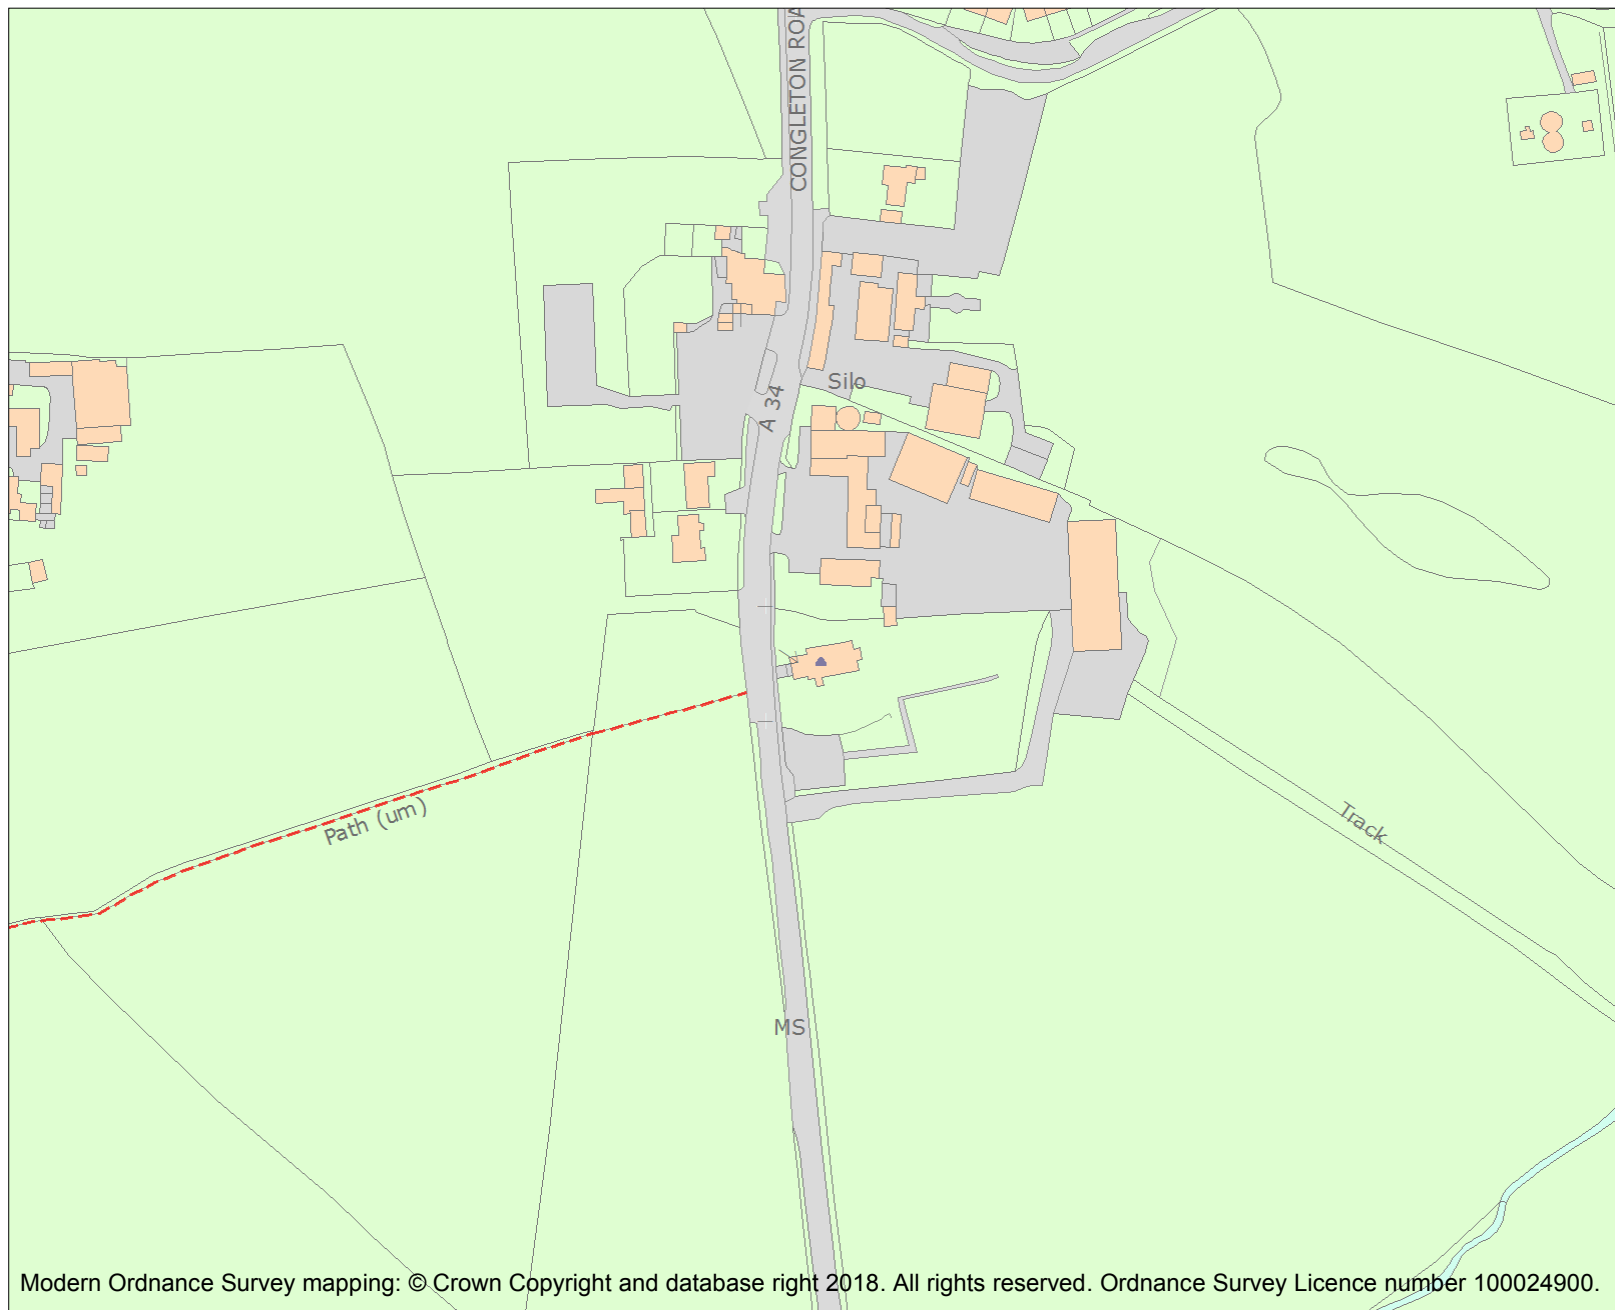 CONGLETON ROA
Silo
A 34
Path (um)
Track
MS
Modern Ordnance Survey mapping: © Crown Copyright and database right 2018. All rights reserved. Ordnance Survey Licence number 100024900.